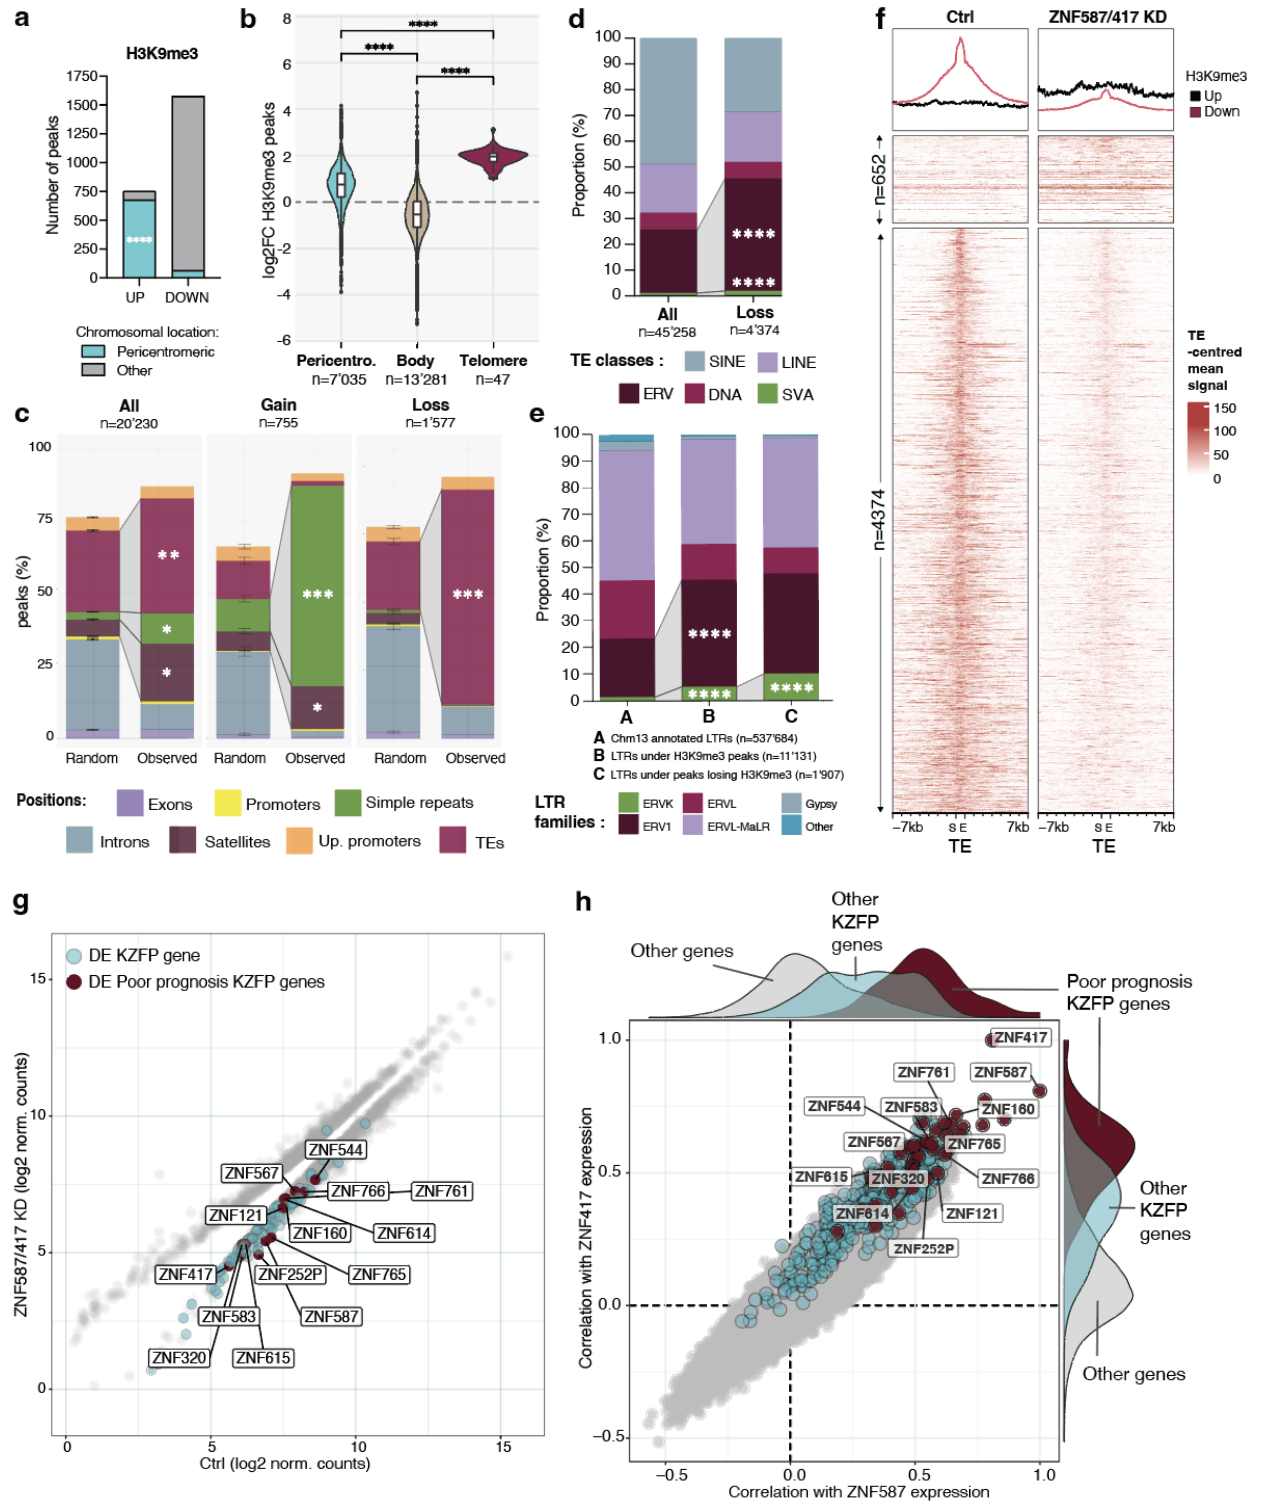 a
H3K9me3
Number of peaks
1750
1500
1250
1000
750
500
250
0
****
UP DOWN
Chromosomal location:
Pericentromeric
Other
b
log2FC H3K9me3 peaks
8
6
4
2
0
-2
-4
-6
****
****
****
Pericentro. Body Telomere
n=7'035 n=13'281 n=47
c
All Gain Loss
n=20'230 n=755 n=1'577
peaks (%)
100
75
50
25
0
**
*
*
***
*
***
Random Observed Random Observed Random Observed
Positions:
Exons Promoters Simple repeats
Introns Satellites Up. promoters TEs
d
Proportion (%)
100
90
80
70
60
50
40
30
20
10
0
****
****
All Loss
n=45'258 n=4'374
TE classes : SINE LINE
ERV DNA SVA
e
Proportion (%)
100
90
80
70
60
50
40
30
20
10
0
****
****
****
A B C
A Chm13 annotated LTRs (n=537'684)
B LTRs under H3K9me3 peaks (n=11'131)
C LTRs under peaks losing H3K9me3 (n=1'907)
LTR
families :
ERVK ERVL Gypsy
ERV1 ERVL-MaLR Other
f
Ctrl ZNF587/417 KD
H3K9me3
Up
Down
n=652
n=4374
TE
-centred
mean
signal
150
100
50
0
-7kb S E 7kb -7kb S E 7kb
TE TE
g
DE KZFP gene
DE Poor prognosis KZFP genes
ZNF587/417 KD (log2 norm. counts)
15
10
5
0
ZNF544
ZNF567
ZNF766 ZNF761
ZNF121
ZNF160 ZNF614
ZNF417 ZNF252P ZNF765
ZNF583 ZNF587
ZNF320 ZNF615
0 5 10 15
Ctrl (log2 norm. counts)
h
Other genes
Other
KZFP
genes
Poor prognosis
KZFP genes
Other
KZFP
genes
Other genes
Correlation with ZNF417 expression
1.0
0.5
0.0
-0.5
ZNF417
ZNF761 ZNF587
ZNF544 ZNF583 ZNF160
ZNF567 ZNF765
ZNF615 ZNF320 ZNF766
ZNF614 ZNF121
ZNF252P
-0.5 0.0 0.5 1.0
Correlation with ZNF587 expression